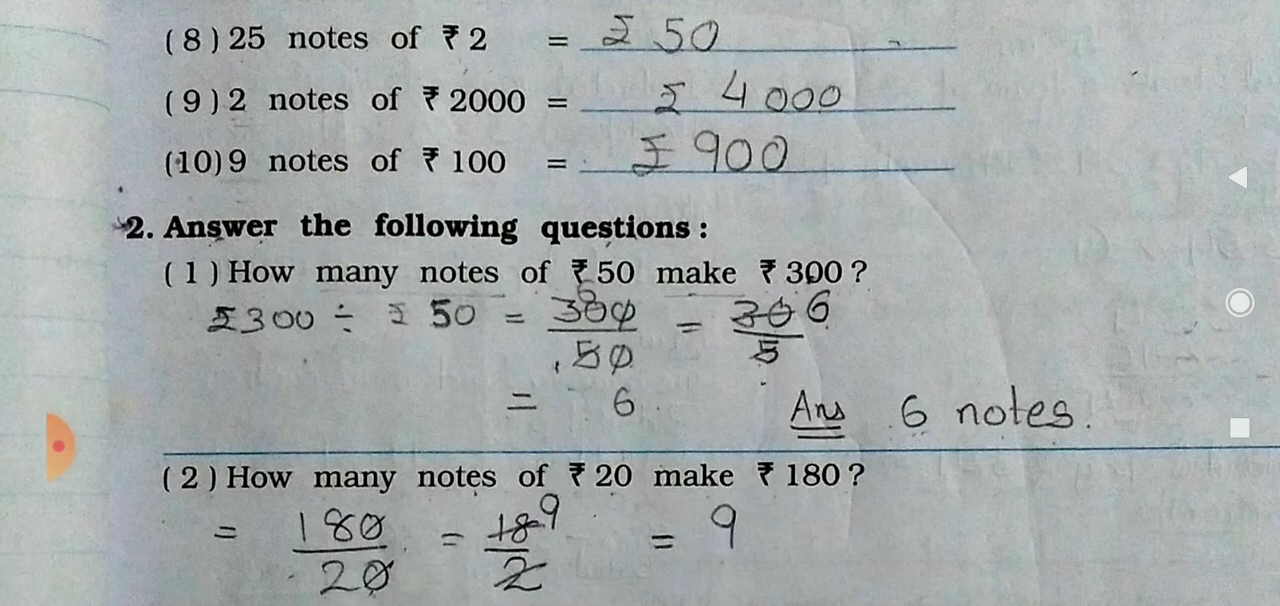 (8) 25 notes of ₹ 2 = ₹ 50
(9) 2 notes of ₹ 2000 = ₹ 4000
(10) 9 notes of ₹ 100 = ₹ 900
2. Answer the following questions :
(1) How many notes of ₹ 50 make ₹ 300 ?
₹300 ÷ ₹ 50 = 300/50 = 30/5 6
= 6 Ans 6 notes.
(2) How many notes of ₹ 20 make ₹ 180 ?
= 180/20 = 18/2 9 = 9